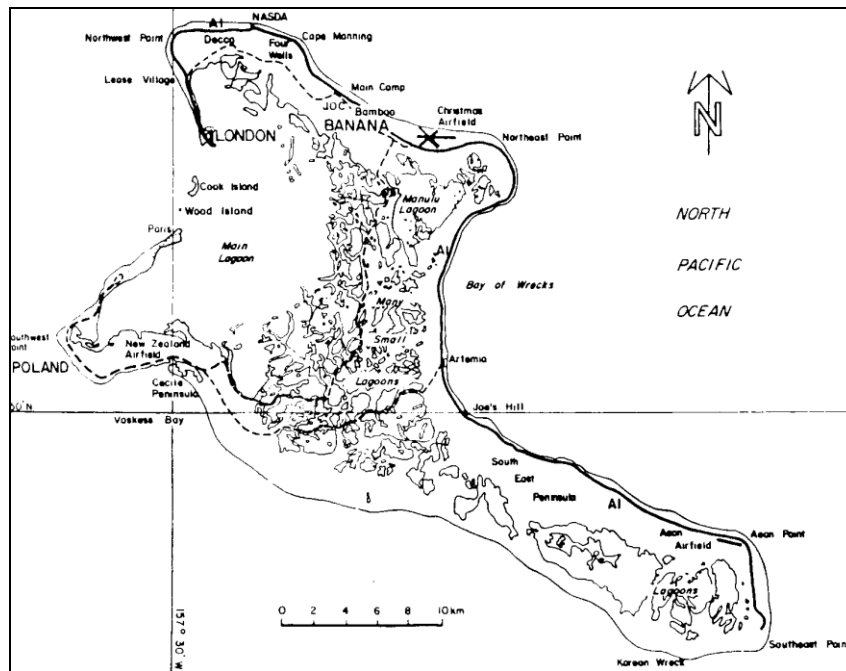 NASDA
A1
Northwest Point
Decca
Four
Wells
Cape Manning
Lease Village
Main Camp
JOC
Bamboo
Christmas
Airfield
BANANA
LONDON
Northeast Point
N
Cook Island
Manulu
Lagoon
Wood Island
NORTH
Paris
Main
Lagoon
A1
PACIFIC
Bay of Wrecks
Many
OCEAN
Small
New Zealand
Airfield
POLAND
Artemia
Lagoons
Cecile
Peninsula
Joe's Hill
Vaskess Bay
South
East
Peninsula
A1
Aeon
Airfield
Aeon Point
Lagoons
157° 30' W
0 2 4 6 8 10 km
Southeast Point
Korean Wreck